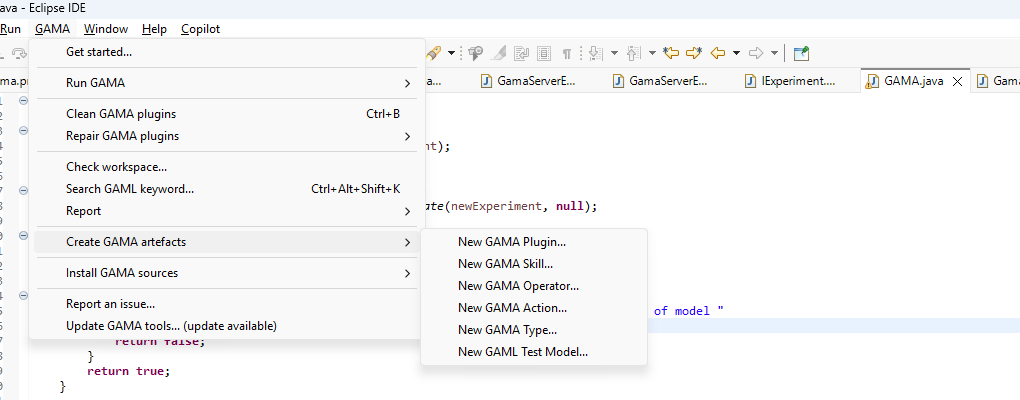 ava - Eclipse IDE
Run GAMA Window Help Copilot
Get started...
Run GAMA
Clean GAMA plugins Ctrl+B
Repair GAMA plugins
Check workspace...
Search GAML keyword... Ctrl+Alt+Shift+K
Report
Create GAMA artefacts
Install GAMA sources
Report an issue...
Update GAMA tools... (update available)
New GAMA Plugin...
New GAMA Skill...
New GAMA Operator...
New GAMA Action...
New GAMA Type...
New GAML Test Model...
ma.pr a... GamaServerE... GamaServerE... IExperiment.... GAMA.java Gama
nt);
ate(newExperiment, null);
of model "
return false;
}
return true;
}